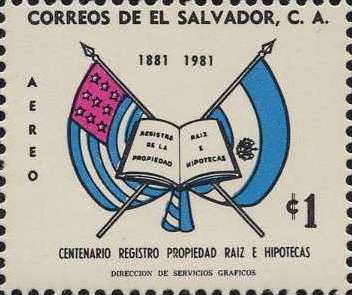 CORREOS DE EL SALVADOR, C. A.
1881 1981
AEREO
REGISTRE DE LA PROPIEDAD
RAIZ E HIPOTECAS
¢1
CENTENARIO REGISTRO PROPIEDAD RAIZ E HIPOTECAS
DIRECCION DE SERVICIOS GRAFICOS